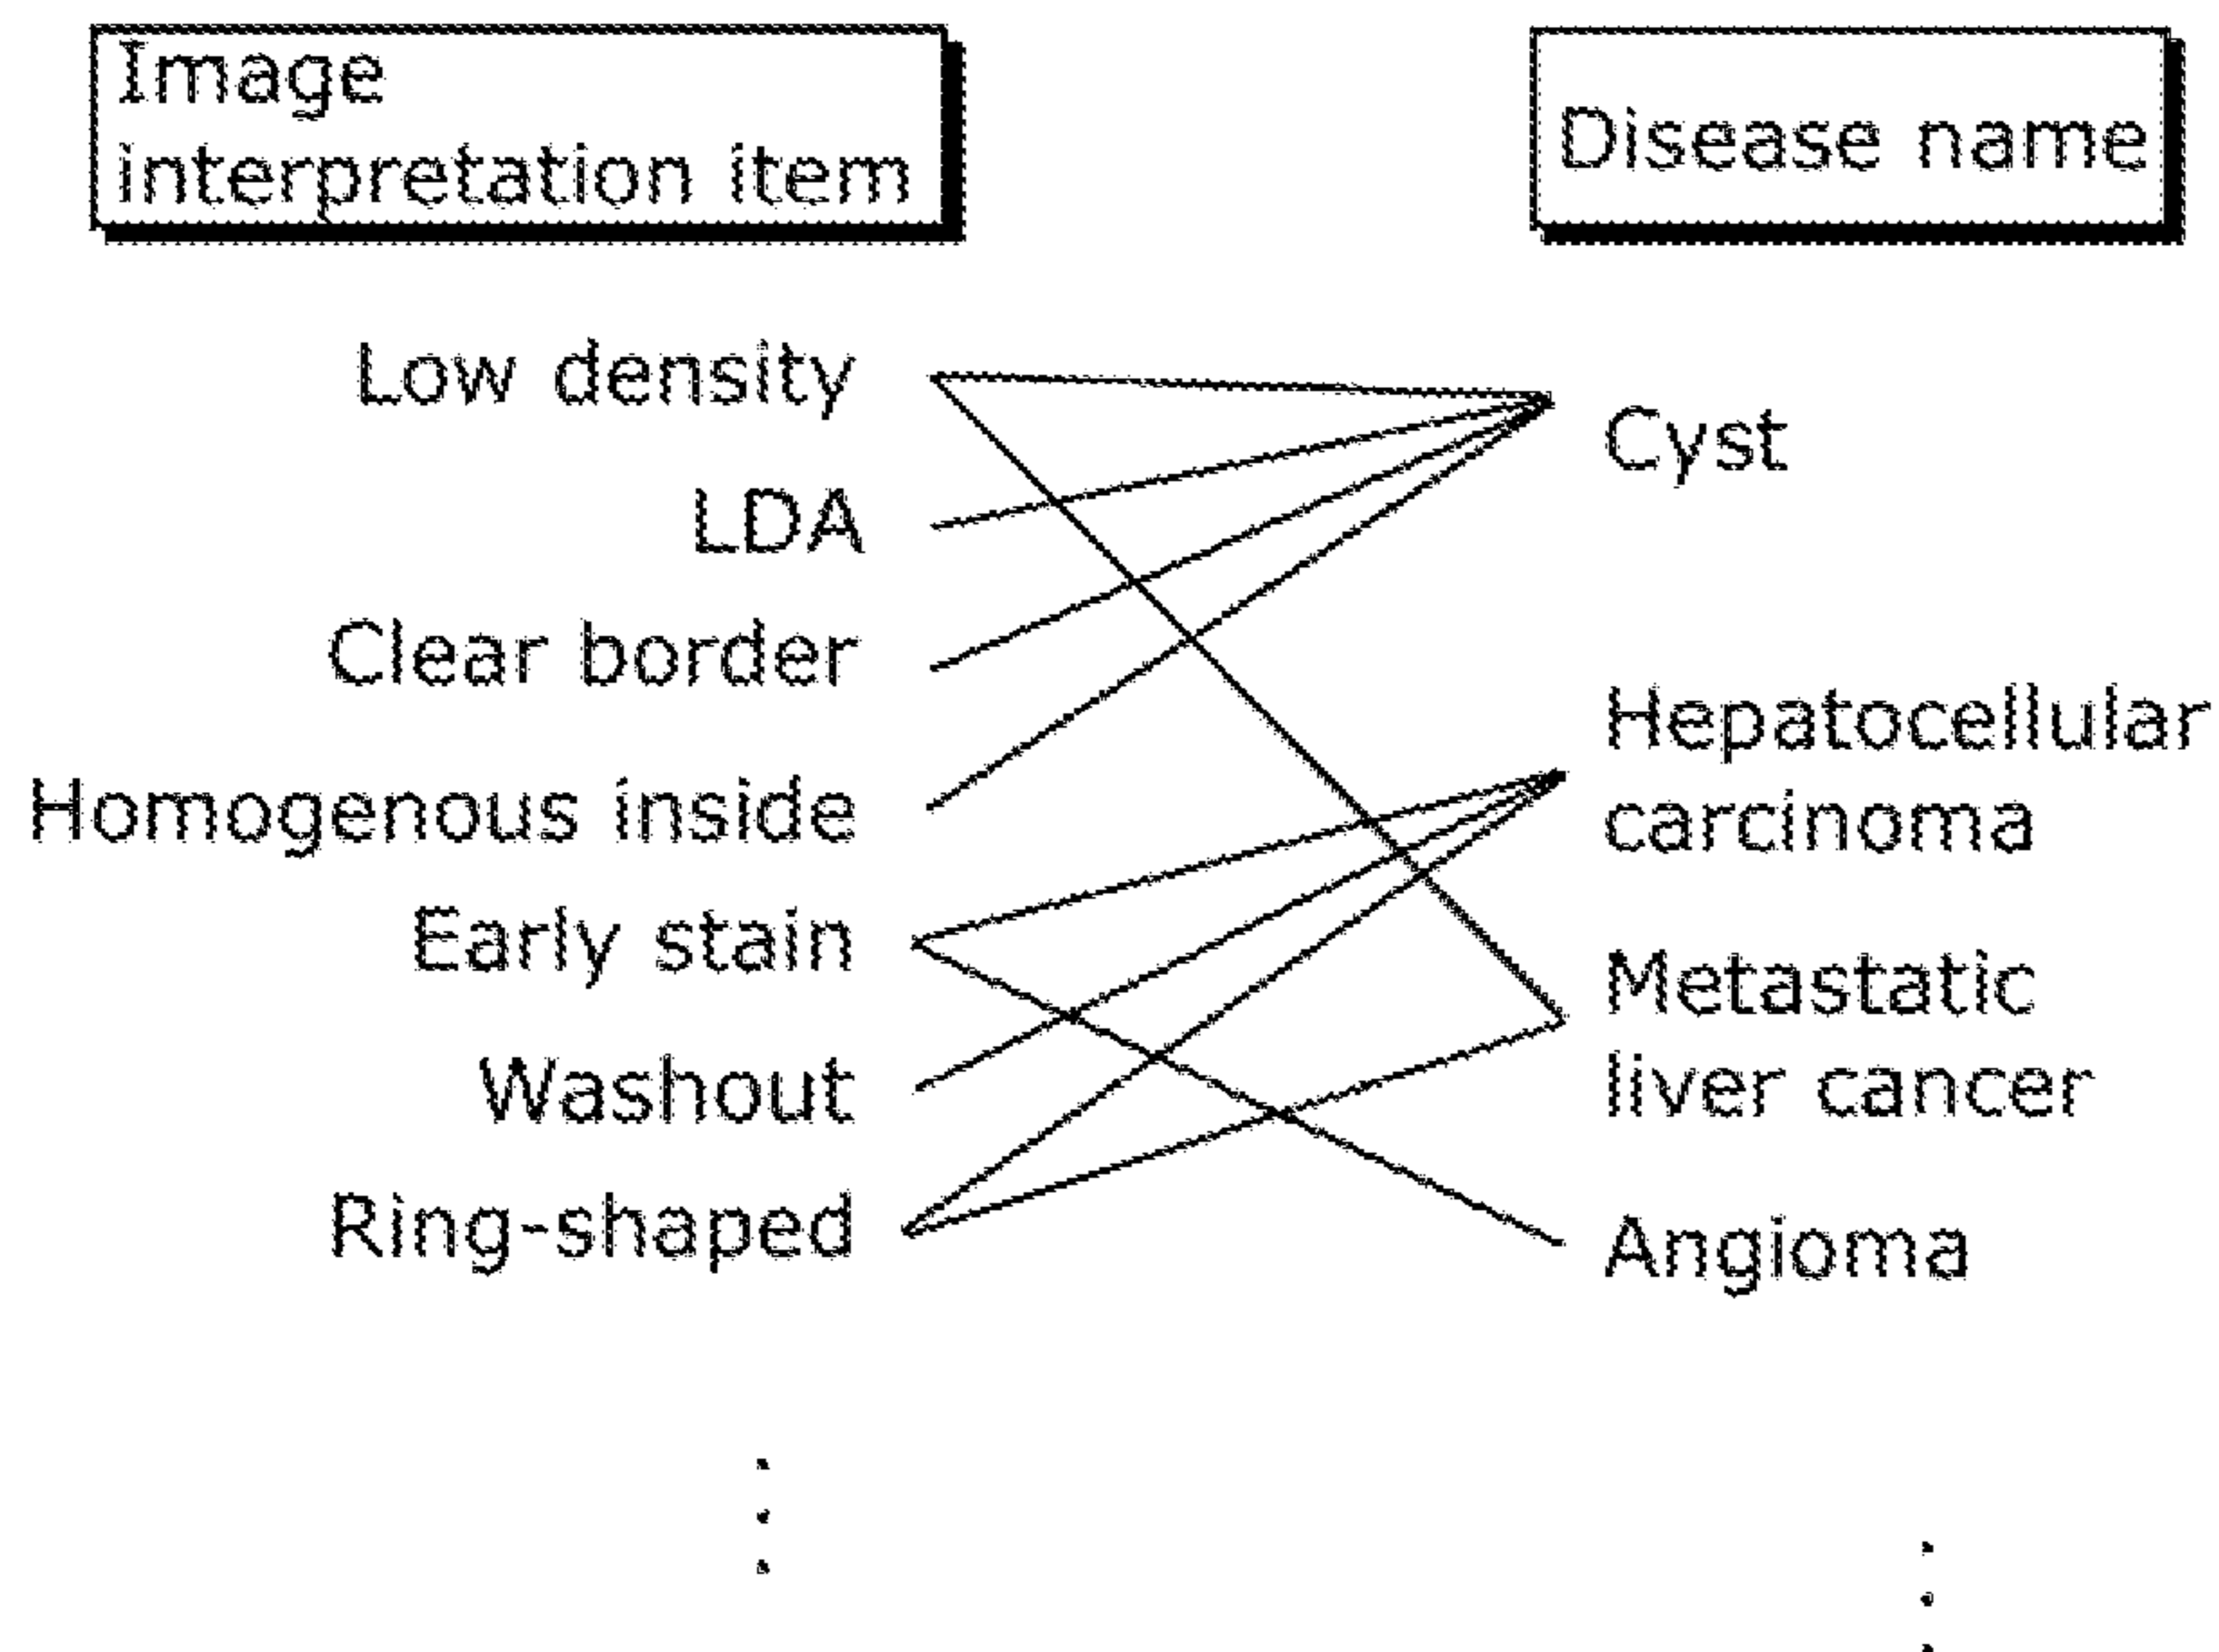 Image
interpretation item
Disease name
Low density
LDA
Clear border
Homogenous inside
Early stain
Washout
Ring-shaped
Cyst
Hepatocellular
carcinoma
Metastatic
liver cancer
Angioma